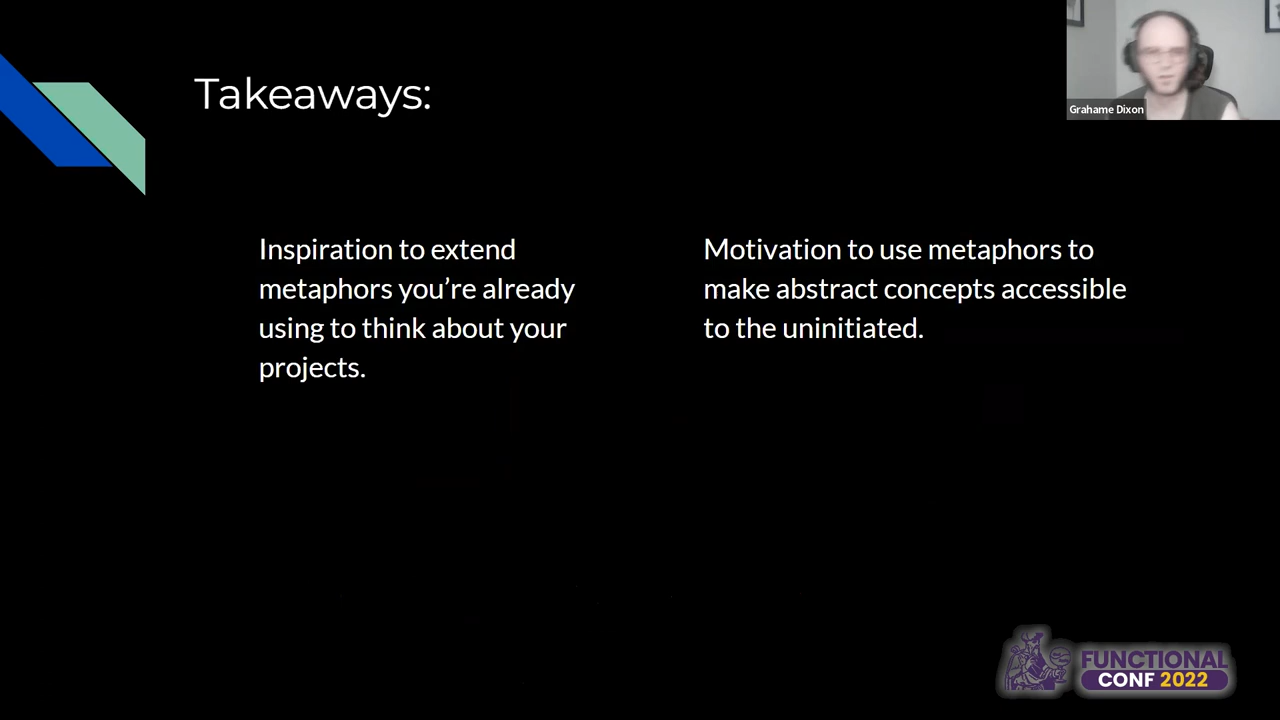 Takeaways:
Grahame Dixon
Inspiration to extend
metaphors you’re already
using to think about your
projects.
Motivation to use metaphors to
make abstract concepts accessible
to the uninitiated.
FUNCTIONAL
CONF 2022